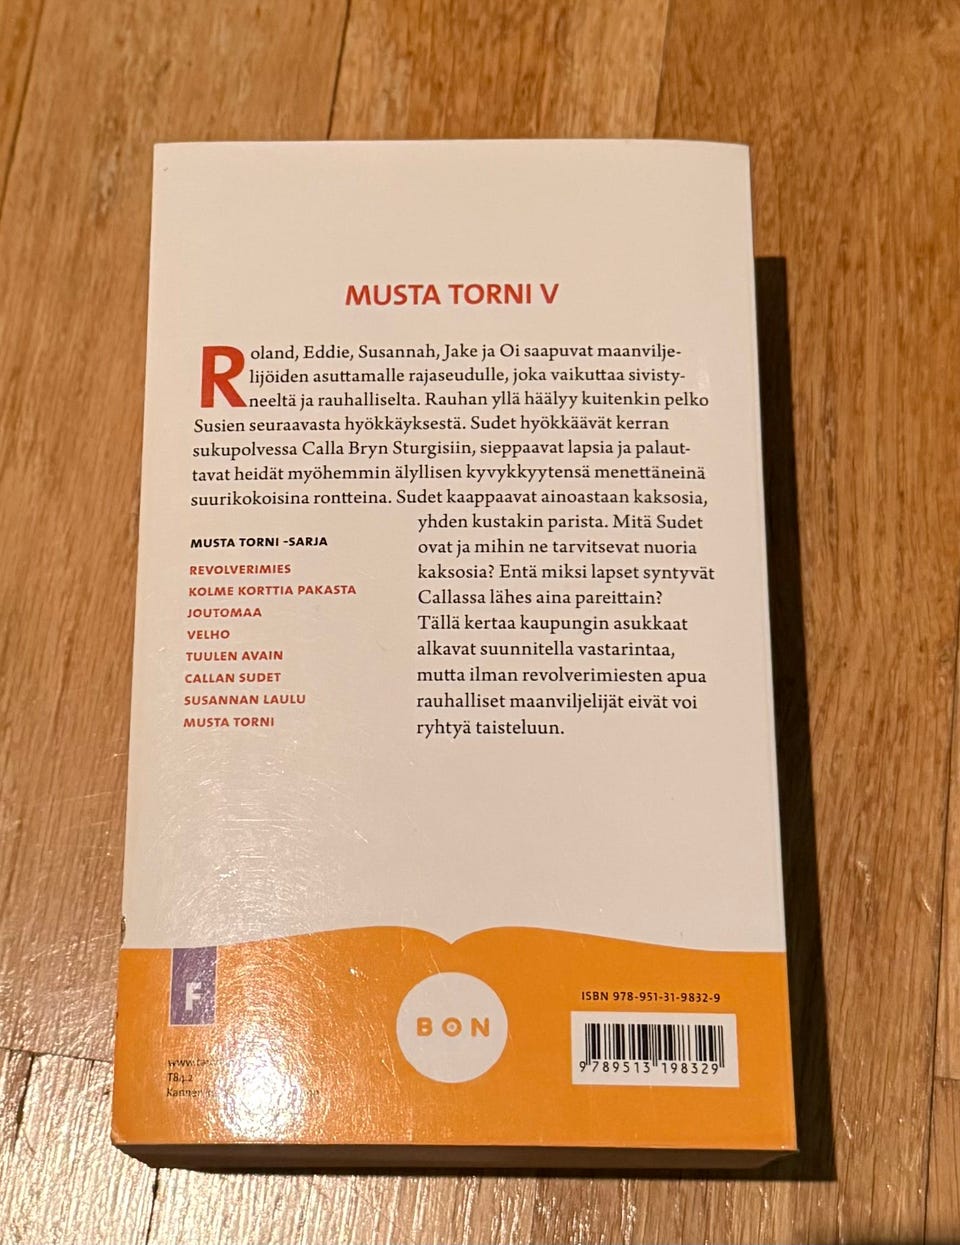 MUSTA TORNI V
Roland, Eddie, Susannah, Jake ja Oi saapuvat maanvilje-
lijöiden asuttamalle rajaseudulle, joka vaikuttaa sivisty-
neeltä ja rauhalliselta. Rauhan yllä häälyy kuitenkin pelko
Susien seuraavasta hyökkäyksestä. Sudet hyökkäävät kerran
sukupolvessa Calla Bryn Sturgisiin, sieppaavat lapsia ja palaut-
tavat heidät myöhemmin älyllisen kyvykkyytensä menettäneinä
suurikokoisina rontteina. Sudet kaappaavat ainoastaan kaksosia,
yhden kustakin parista. Mitä Sudet
ovat ja mihin ne tarvitsevat nuoria
kaksosia? Entä miksi lapset syntyvät
Callassa lähes aina pareittain?
Tällä kertaa kaupungin asukkaat
alkavat suunnitella vastarintaa,
mutta ilman revolverimiesten apua
rauhalliset maanviljelijät eivät voi
ryhtyä taisteluun.
MUSTA TORNI -SARJA
REVOLVERIMIES
KOLME KORTTIA PAKASTA
JOUTOMAA
VELHO
TUULEN AVAIN
CALLAN SUDET
SUSANNAN LAULU
MUSTA TORNI
F
T84.2
BON
ISBN 978-951-31-9832-9
9 789513 198329